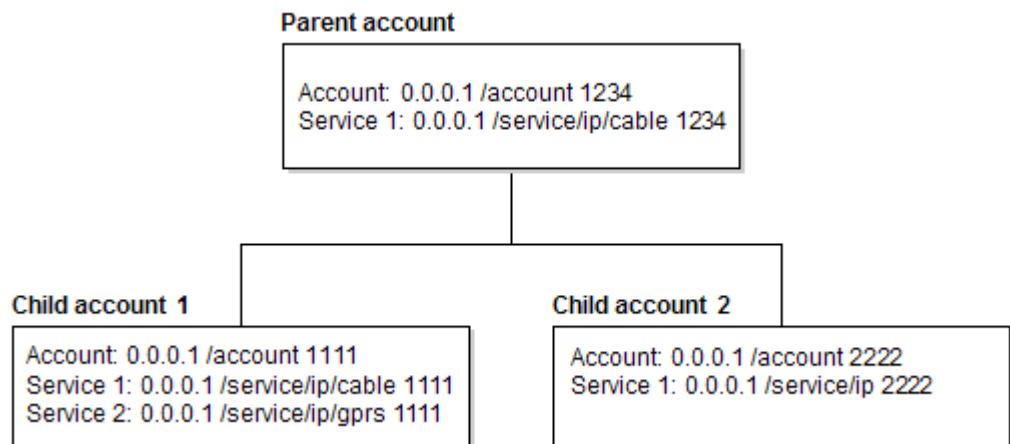 Parent account
Account: 0.0.0.1 /account 1234
Service 1: 0.0.0.1 /service/ip/cable 1234
Child account 1
Account: 0.0.0.1 /account 1111
Service 1: 0.0.0.1 /service/ip/cable 1111
Service 2: 0.0.0.1 /service/ip/gprs 1111
Child account 2
Account: 0.0.0.1 /account 2222
Service 1: 0.0.0.1 /service/ip 2222